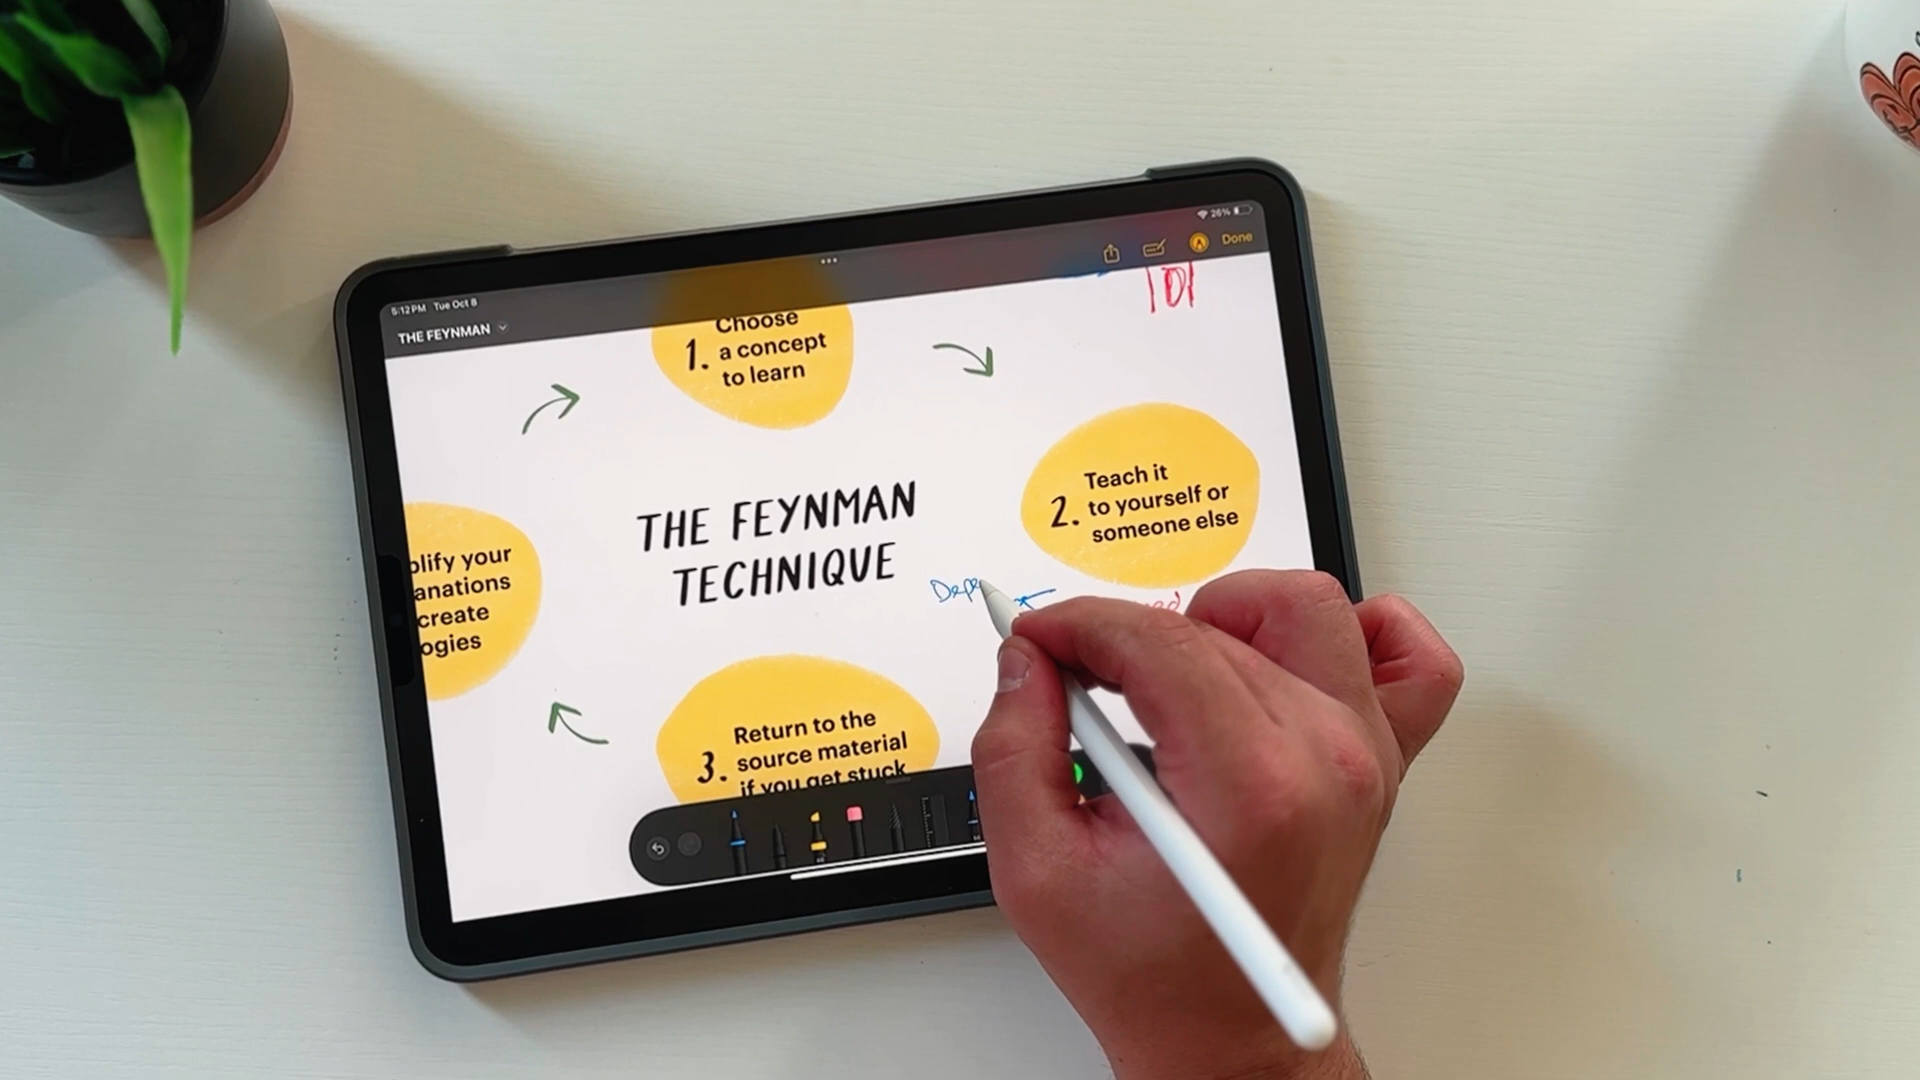 5:12 PM Tue Oct 8
26%
THE FEYNMAN
Done
101
Choose
1. a concept
to learn
Teach it
2. to yourself or
someone else
THE FEYNMAN
TECHNIQUE
plify your
anations
create
ogies
Return to the
3. source material
if you get stuck